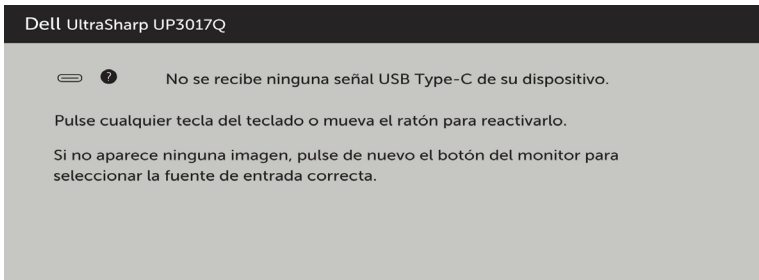 Dell UltraSharp UP3017Q
? No se recibe ninguna señal USB Type-C de su dispositivo.
Pulse cualquier tecla del teclado o mueva el ratón para reactivarlo.
Si no aparece ninguna imagen, pulse de nuevo el botón del monitor para
seleccionar la fuente de entrada correcta.